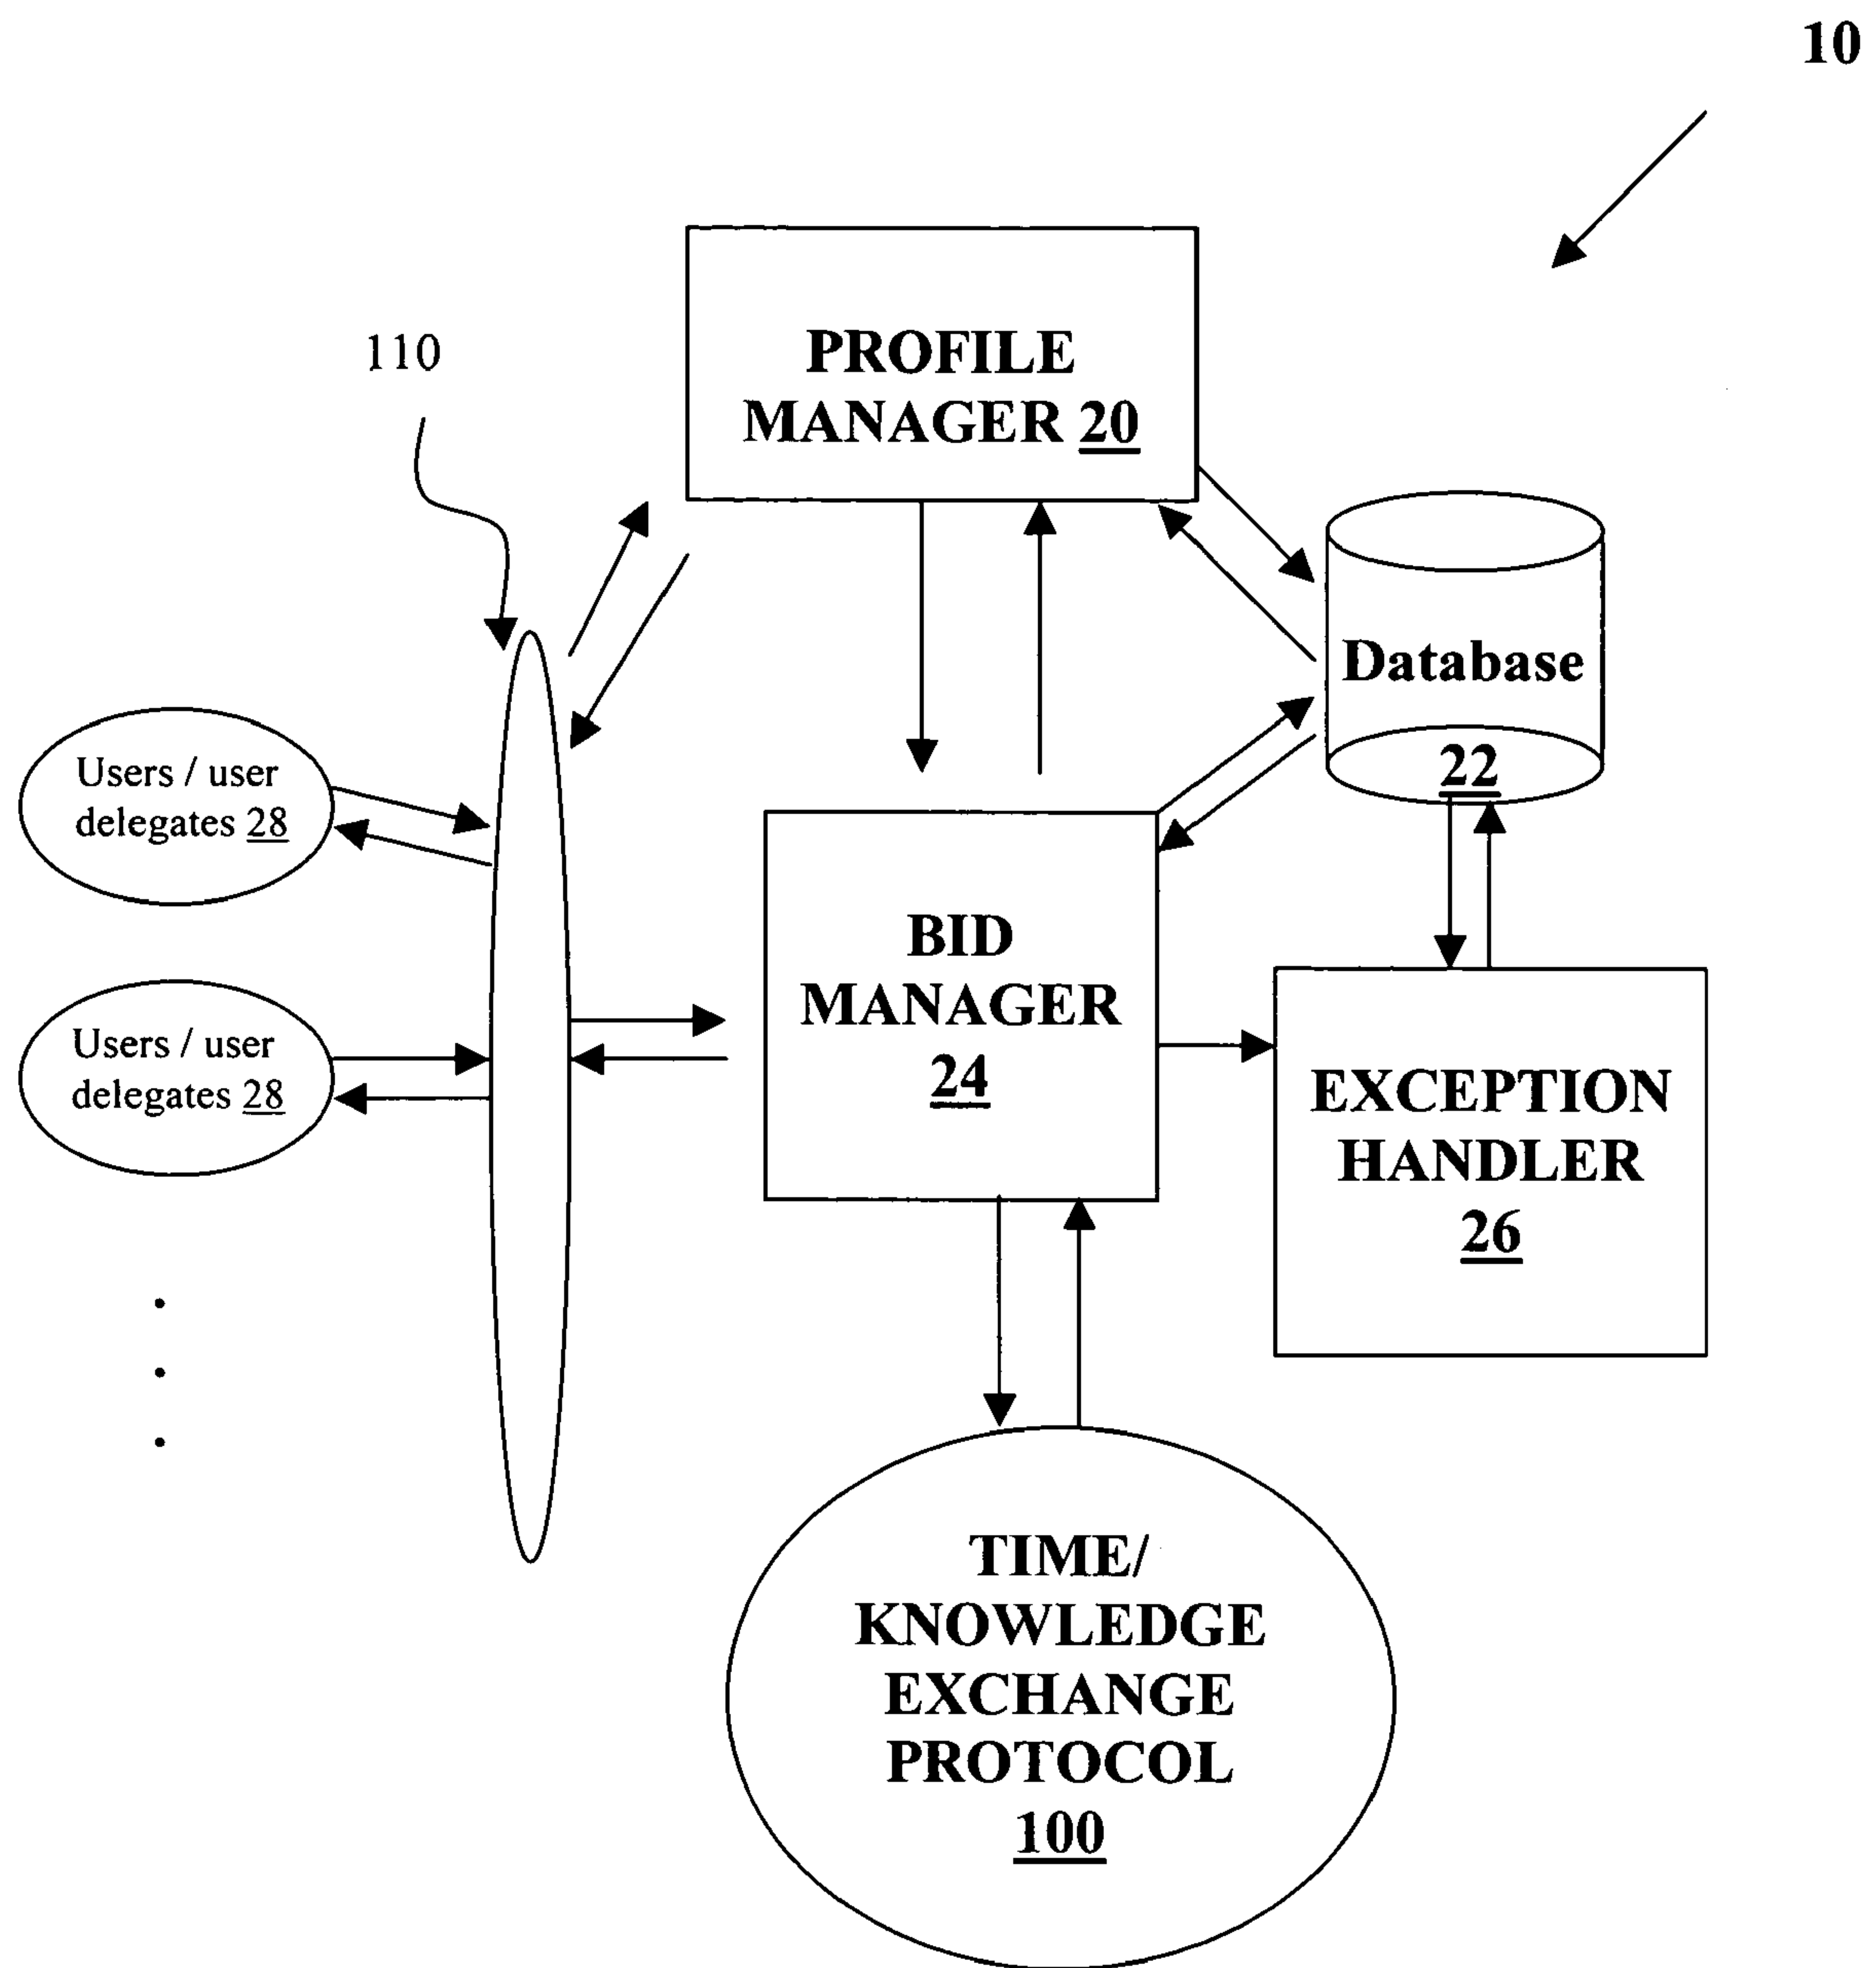 10
110
PROFILE
MANAGER 20
Database
22
Users / user
delegates 28
BID
MANAGER
24
Users / user
delegates 28
EXCEPTION
HANDLER
26
TIME/
KNOWLEDGE
EXCHANGE
PROTOCOL
100